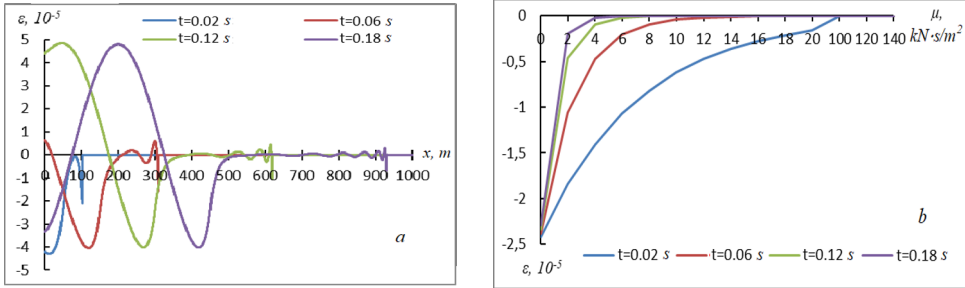 ε, 10-5
t=0.02 s
t=0.06 s
t=0.12 s
t=0.18 s
5
4
3
2
1
0
-1
-2
-3
-4
-5
0 100 200 300 400 500 600 700 800 900 1000
x, m
a
0
-0,5
-1
-1,5
-2
-2,5
0 2 4 6 8 10 12 14 16 18 20 100 120 140
μ,
kN·s/m2
b
ε, 10-5
t=0.02 s t=0.06 s t=0.12 s t=0.18 s